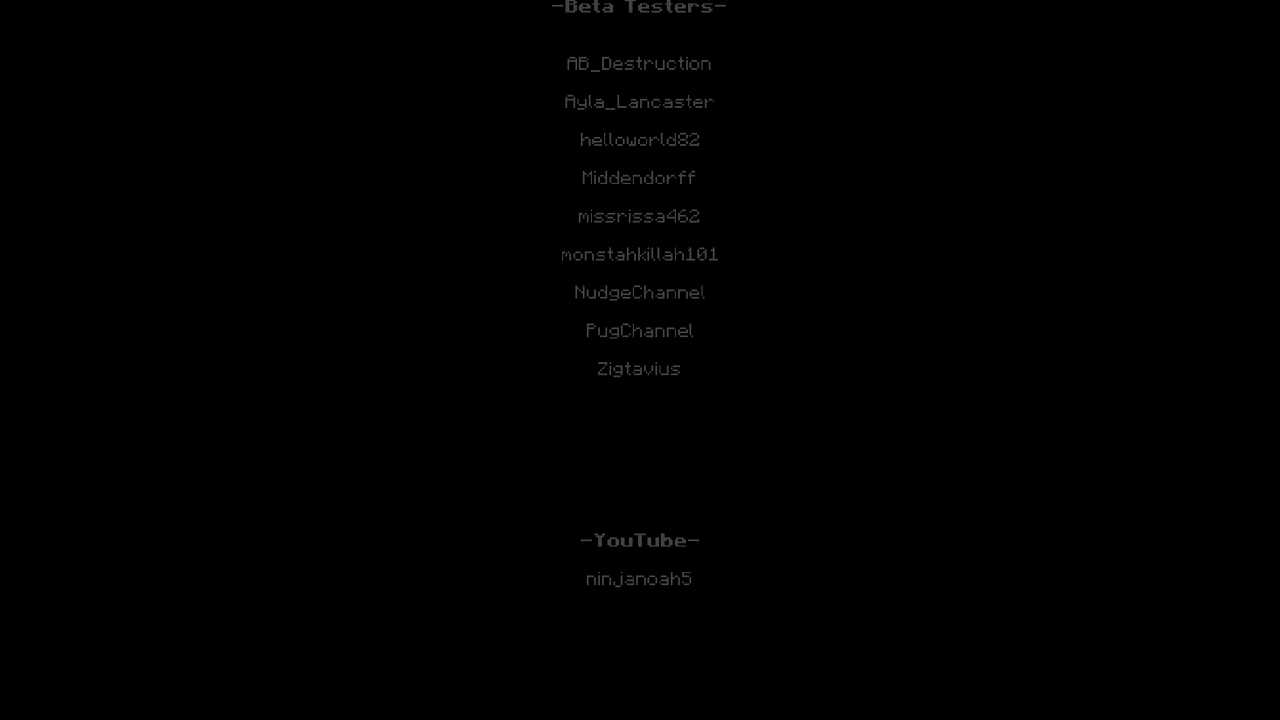 -Beta Testers-
AB_Destruction
Ayla_Lancaster
helloworld82
Middendorff
missrissa462
monstahkillah101
NudgeChannel
PugChannel
Zigtavius
-YouTube-
ninjanoah5